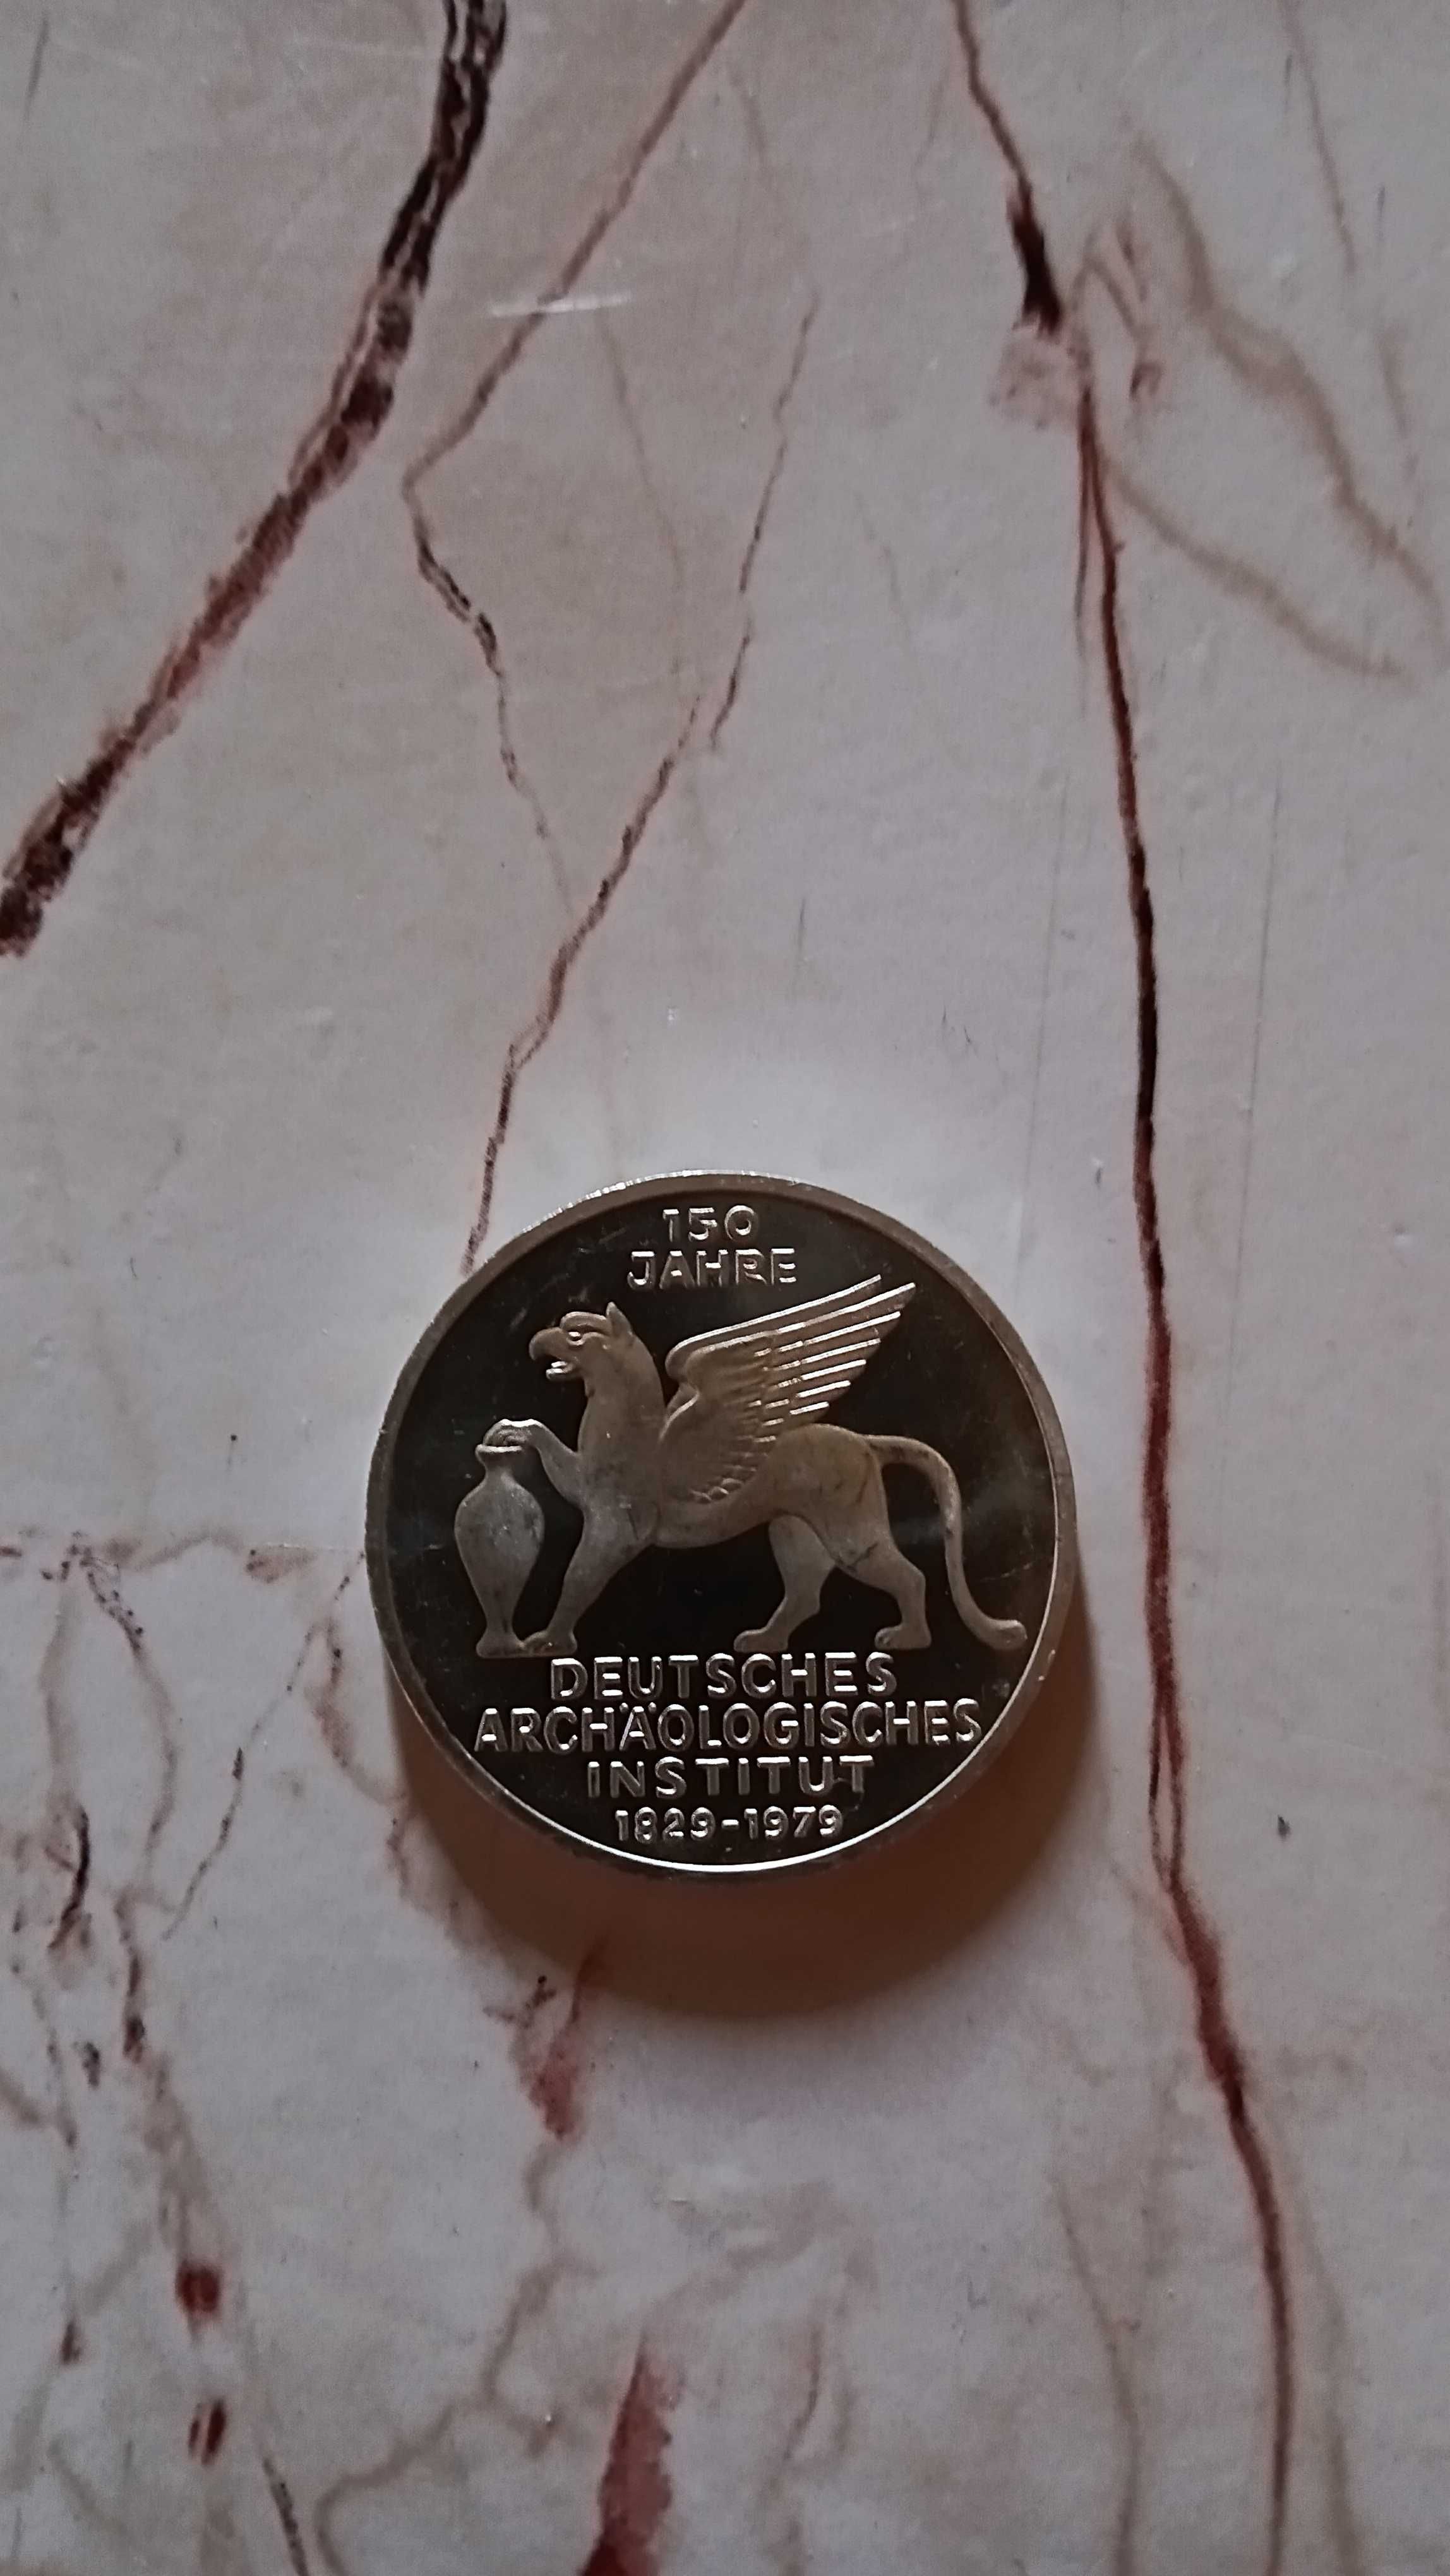 150
JAHRE
DEUTSCHES
ARCHÄOLOGISCHES
INSTITUT
1829-1979